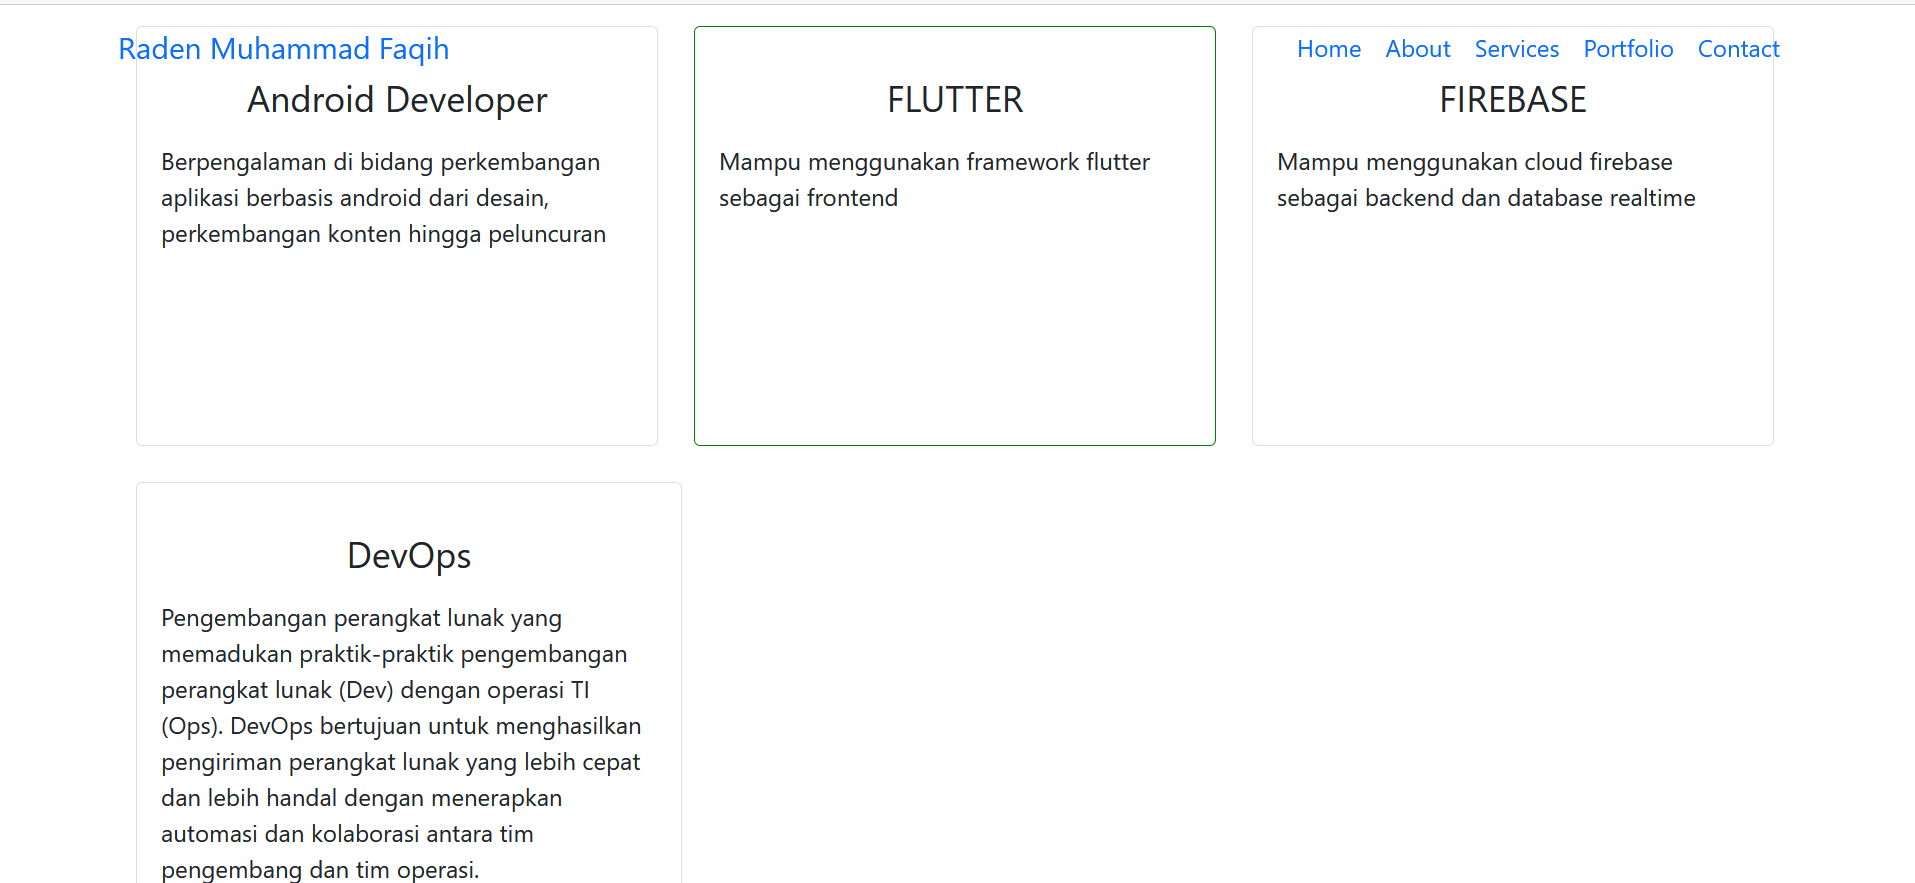 Raden Muhammad Faqih
Home About Services Portfolio Contact
Android Developer
Berpengalaman di bidang perkembangan
aplikasi berbasis android dari desain,
perkembangan konten hingga peluncuran
FLUTTER
Mampu menggunakan framework flutter
sebagai frontend
FIREBASE
Mampu menggunakan cloud firebase
sebagai backend dan database realtime
DevOps
Pengembangan perangkat lunak yang
memadukan praktik-praktik pengembangan
perangkat lunak (Dev) dengan operasi TI
(Ops). DevOps bertujuan untuk menghasilkan
pengiriman perangkat lunak yang lebih cepat
dan lebih handal dengan menerapkan
automasi dan kolaborasi antara tim
pengembang dan tim operasi.